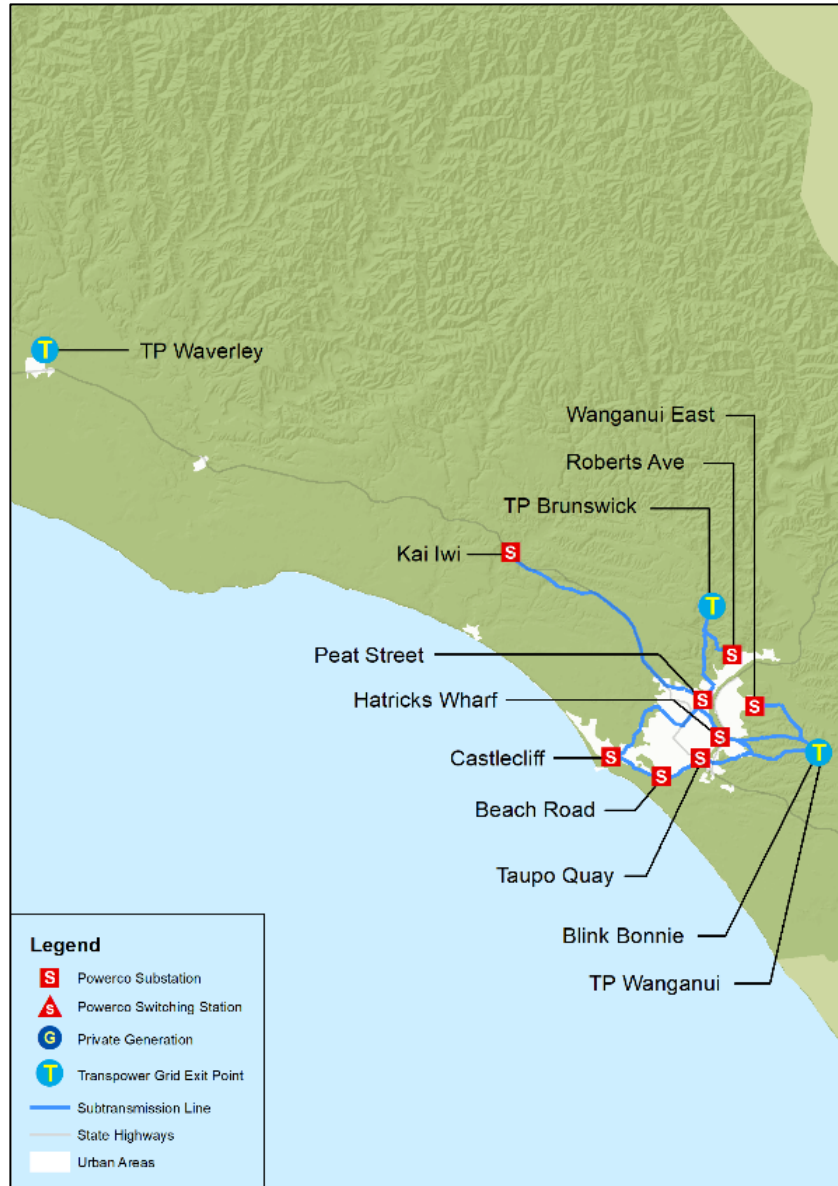 T
TP Waverley
Wanganui East
Roberts Ave
TP Brunswick
Kai Iwi
S
T
Peat Street
S
S
S
Hatricks Wharf
S
Castlecliff
S
S
T
Beach Road
S
Taupo Quay
Blink Bonnie
TP Wanganui
Legend
S Powerco Substation
S Powerco Switching Station
G Private Generation
T Transpower Grid Exit Point
Subtransmission Line
State Highways
Urban Areas